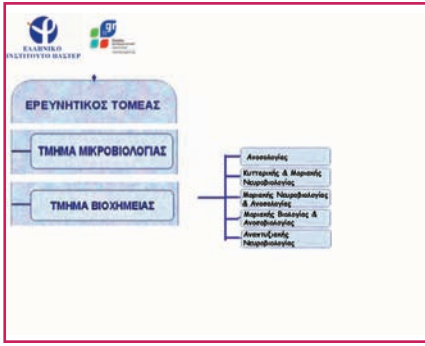 ΕΛΛΗΝΙΚΟ
ΙΝΣΤΙΤΟΥΤΟ ΠΑΣΤΕΡ
gr
ΕΡΕΥΝΗΤΙΚΟΣ ΤΟΜΕΑΣ
ΤΜΗΜΑ ΜΙΚΡΟΒΙΟΛΟΓΙΑΣ
ΤΜΗΜΑ ΒΙΟΧΗΜΕΙΑΣ
Ανοσολογίας
Κυτταρικής & Μοριακής
Νευροβιολογίας
Μοριακής Νευροβιολογίας
& Ανοσολογίας
Μοριακής Βιολογίας &
Ανοσοβιολογίας
Αναπτυξιακής
Νευροβιολογίας